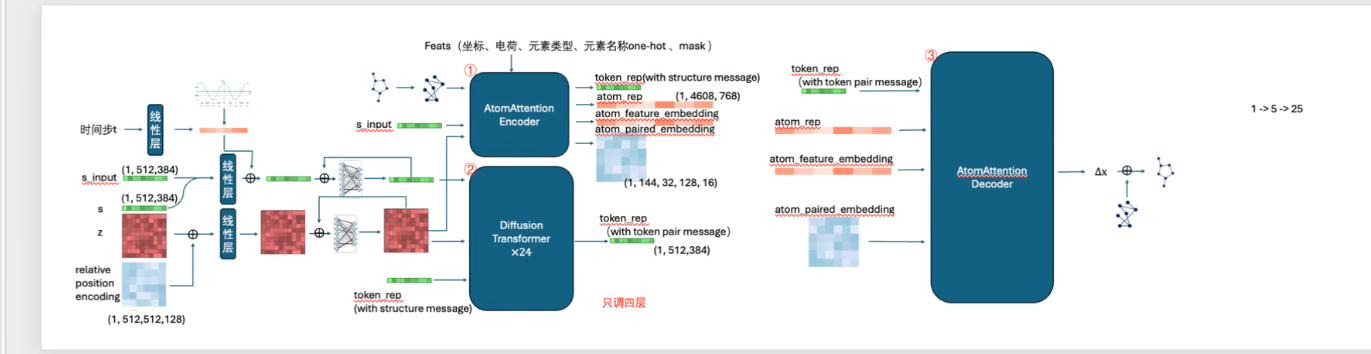 Feats（坐标、电荷、元素类型、元素名称one-hot 、mask ）
①
AtomAttention
Encoder
s_input
token_rep(with structure message)
atom_rep
(1, 4608, 768)
atom_feature_embedding
atom_paired_embedding
(1, 144, 32, 128, 16)
时间步t
线性层
s_input
(1, 512,384)
s
(1, 512,384)
z
线性层
线性层
relative
position
encoding
(1, 512,512,128)
②
Diffusion
Transformer
×24
token_rep
(with structure message)
token_rep
(with token pair message)
(1, 512,384)
只调四层
③
token_rep
(with token pair message)
atom_rep
atom_feature_embedding
atom_paired_embedding
AtomAttention
Decoder
Δx
1 -> 5 -> 25